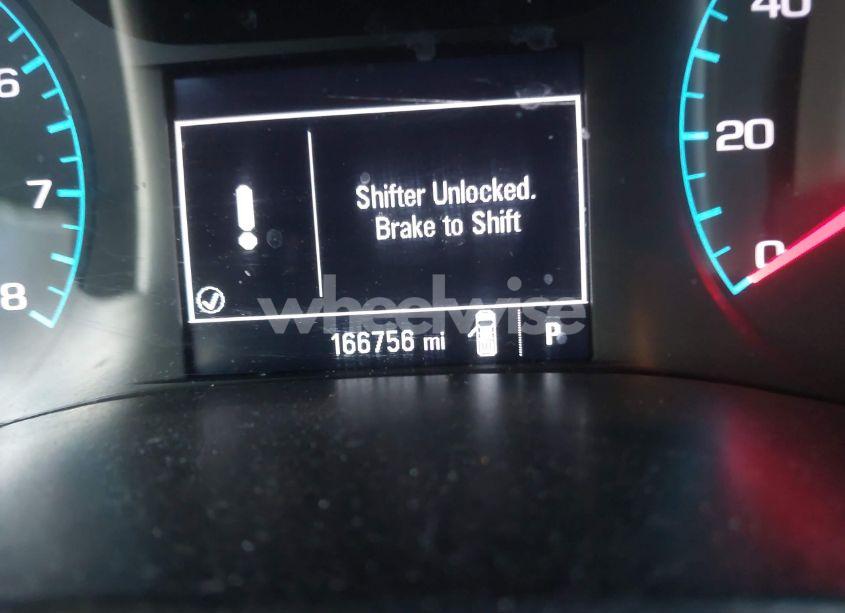 6
7
8
40
20
0
Shifter Unlocked.
Brake to Shift
wheelwise
166756 mi
P